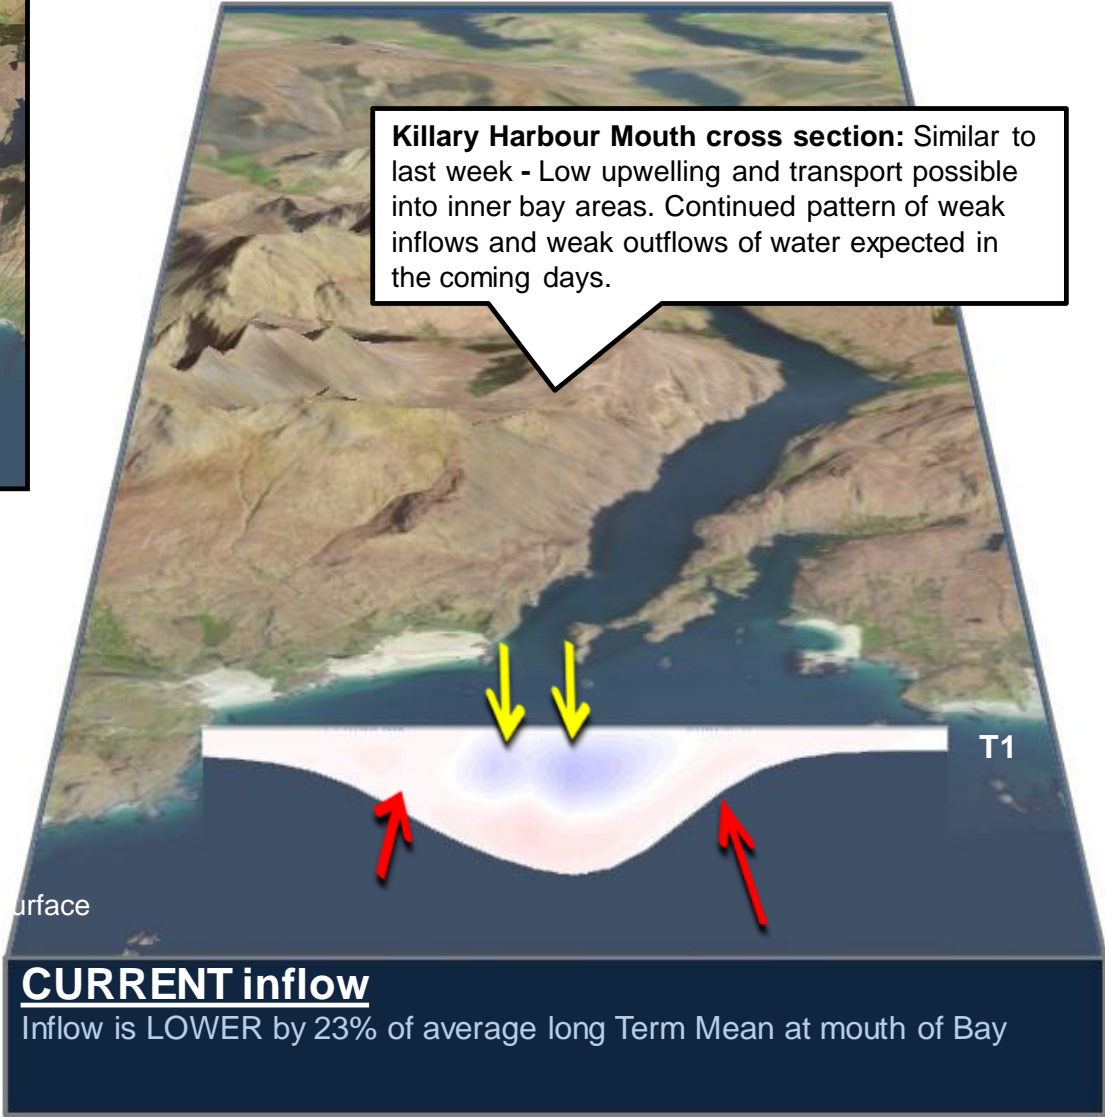 Killary Harbour Mouth cross section: Similar to
last week - Low upwelling and transport possible
into inner bay areas. Continued pattern of weak
inflows and weak outflows of water expected in
the coming days.
T1
urface
CURRENT inflow
Inflow is LOWER by 23% of average long Term Mean at mouth of Bay